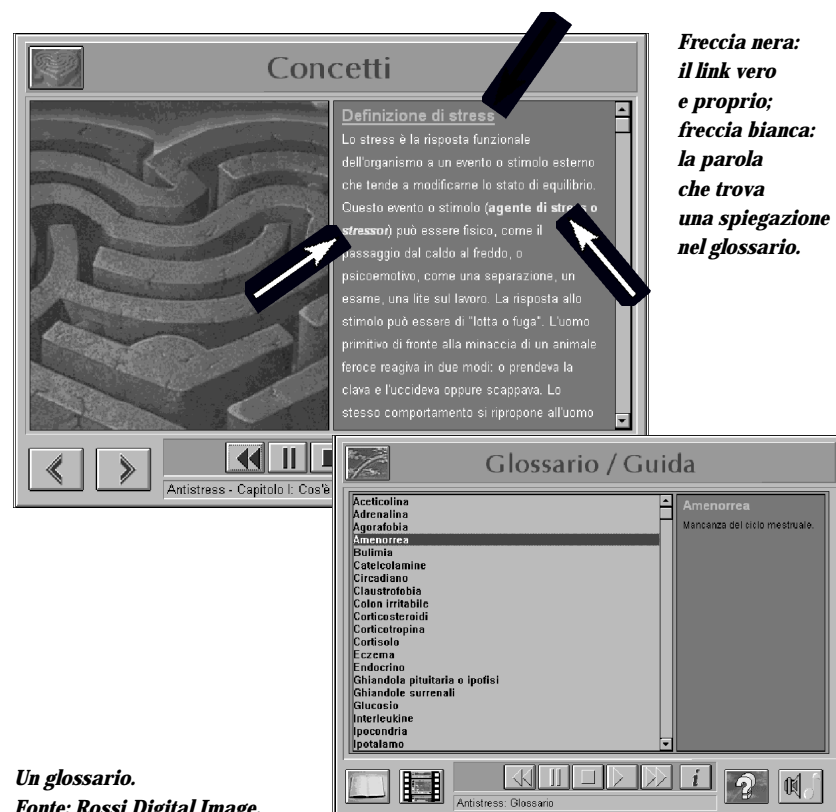 Concetti
Definizione di stress
Lo stress è la risposta funzionale
dell'organismo a un evento o stimolo esterno
che tende a modificarne lo stato di equilibrio.
Questo evento o stimolo (agente di stress o
stressor) può essere fisico, come il
passaggio dal caldo al freddo, o
psicoemotivo, come una separazione, un
esame, una lite sul lavoro. La risposta allo
stimolo può essere di "lotta o fuga". L'uomo
primitivo di fronte alla minaccia di un animale
feroce reagiva in due modi: o prendeva la
clava e l'uccideva oppure scappava. Lo
stesso comportamento si ripropone all'uomo
Antistress - Capitolo I: Cos'è
Freccia nera:
il link vero
e proprio;
freccia bianca:
la parola
che trova
una spiegazione
nel glossario.
Glossario / Guida
Aceticolina
Adrenalina
Agorafobia
Amenorrea
Bulimia
Catelcolamine
Circadiano
Claustrofobia
Colon irritabile
Corticosteroidi
Corticotropina
Cortisolo
Eczema
Endocrino
Ghiandola pituitaria o ipofisi
Ghiandole surrenali
Glucosio
Interleukine
Ipocondria
Ipotalamo
Amenorrea
Mancanza del ciclo mestruale.
Antistress: Glossario
Un glossario.
Fonte: Rossi Digital Image.